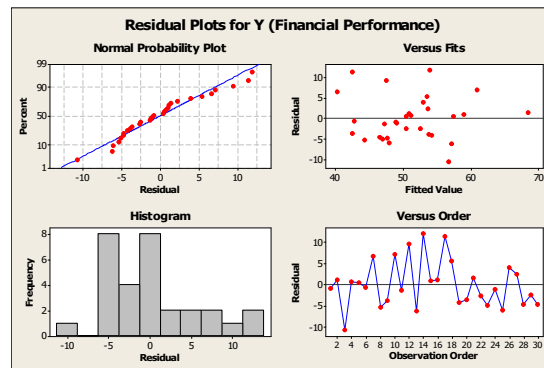 Residual Plots for Y (Financial Performance)
Normal Probability Plot
Percent
99
90
50
10
1
-10 -5 0 5 10
Residual
Versus Fits
Residual
10
5
0
-5
-10
40 50 60 70
Fitted Value
Histogram
Frequency
8
6
4
2
0
-10 -5 0 5 10
Residual
Versus Order
Residual
10
5
0
-5
-10
2 4 6 8 10 12 14 16 18 20 22 24 26 28 30
Observation Order